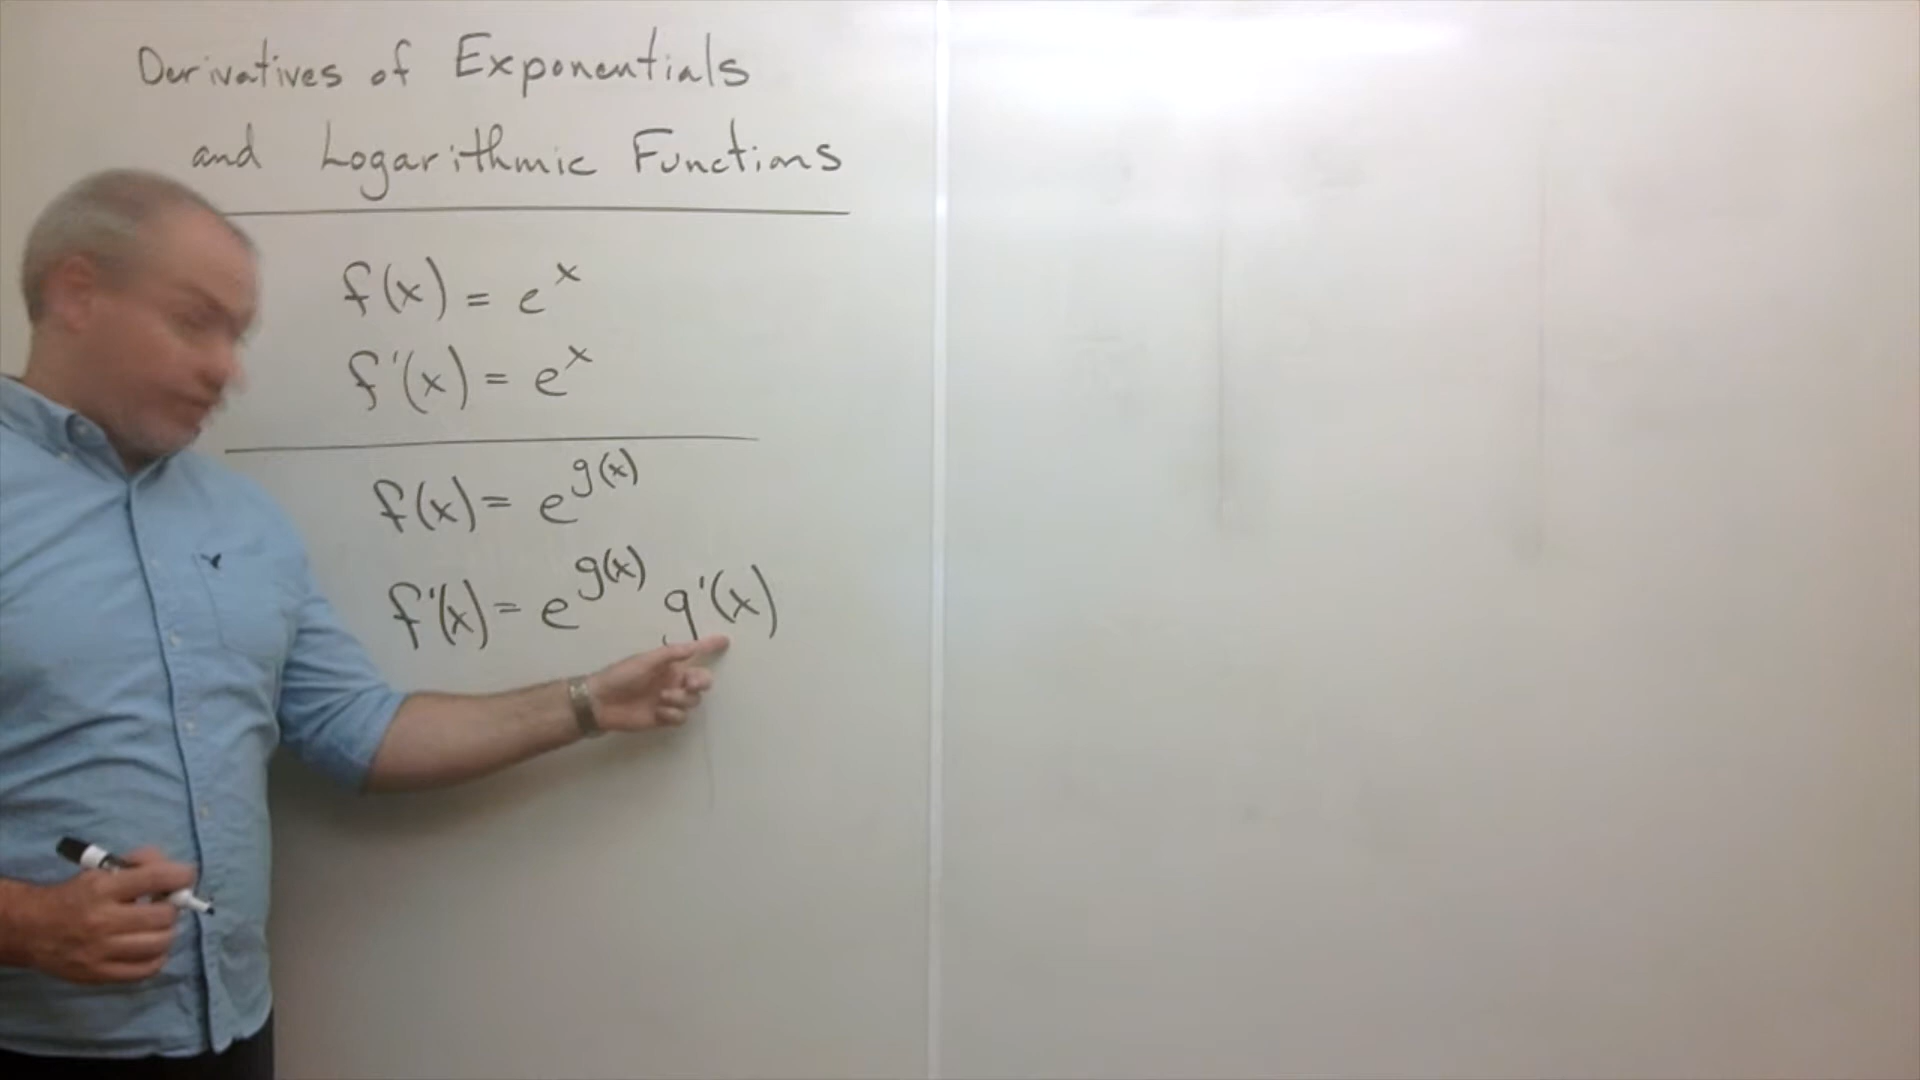 Derivatives of Exponentials
and Logarithmic Functions
f(x) = e^x
f'(x) = e^x
f(x) = e^g(x)
f'(x) = e^g(x) g'(x)